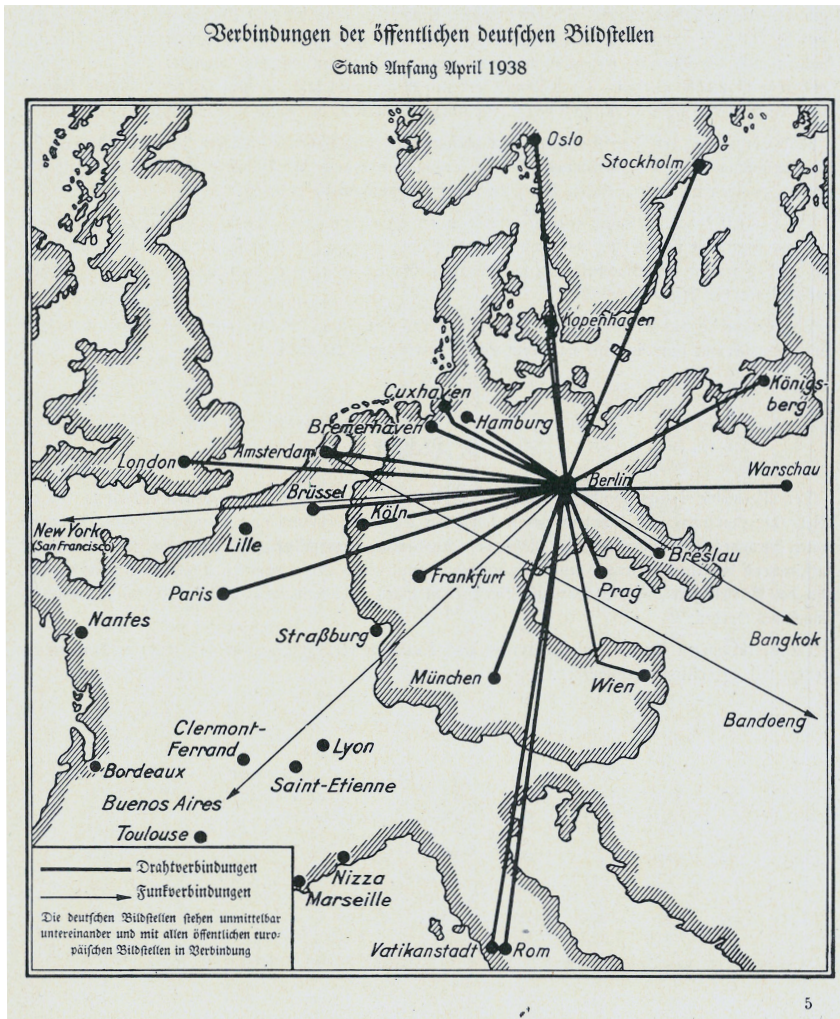 Verbindungen der öffentlichen deutschen Bildstellen
Stand Anfang April 1938
Oslo
Stockholm
Kopenhagen
Königs-
berg
Cuxhaven
Hamburg
Bremerhaven
Amsterdam
London
Berlin
Warschau
Brüssel
Köln
New York
(San Francisco)
Lille
Breslau
Frankfurt
Prag
Paris
Nantes
Straßburg
Bangkok
München
Wien
Bandoeng
Clermont-
Ferrand
Lyon
Bordeaux
Saint-Etienne
Buenos Aires
Toulouse
Nizza
Marseille
Vatikanstadt
Rom
Drahtverbindungen
Funkverbindungen
Die deutschen Bildstellen stehen unmittelbar
untereinander und mit allen öffentlichen euro-
päischen Bildstellen in Verbindung
5